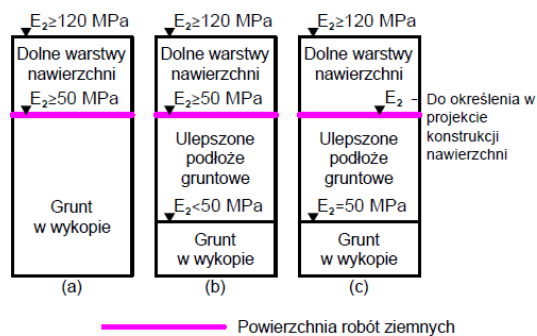 E₂≥120 MPa
Dolne warstwy
nawierzchni
E₂≥50 MPa
Grunt
w wykopie
(a)
E₂≥120 MPa
Dolne warstwy
nawierzchni
E₂≥50 MPa
Ulepszone
podłoże
gruntowe
E₂<50 MPa
Grunt
w wykopie
(b)
E₂≥120 MPa
Dolne warstwy
nawierzchni
E₂ - Do określenia w
projekcie
konstrukcji
nawierzchni
Ulepszone
podłoże
gruntowe
E₂=50 MPa
Grunt
w wykopie
(c)
Powierzchnia robót ziemnych